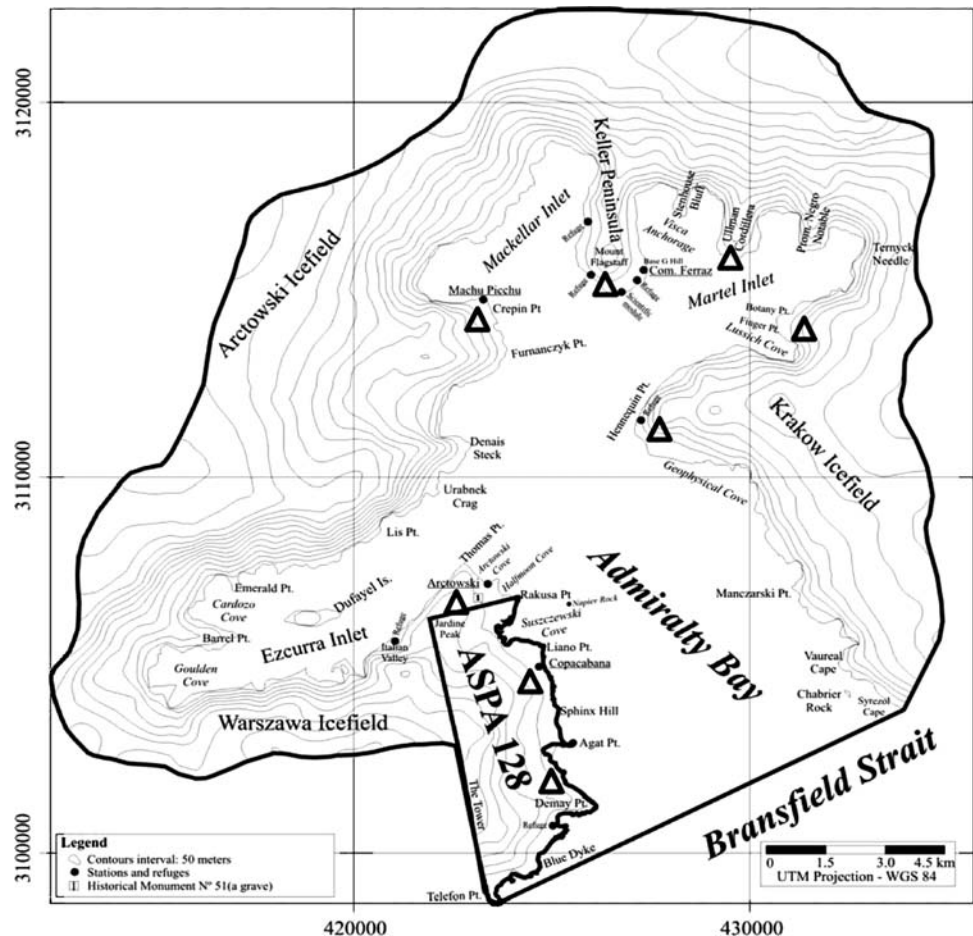 3120000
3110000
3100000
420000
430000
Keller Peninsula
Stenhouse
Bluff
Visca
Anchorage
Ullman
Cordillera
Prom. Negro
Notable
Ternyck
Needle
Mackellar Inlet
Refuge
Mount
Flagstaff
Base G Hill
Com. Ferraz
Refuge
Refuge
Scientific
module
Martel Inlet
Arctowski Icefield
Machu Picchu
Crepin Pt
Botany Pt.
Finger Pt.
Lussich Cove
Furnanczyk Pt.
Hennequin Pt.
Refuge
Krakow Icefield
Denais
Steck
Geophysical Cove
Urabnek
Crag
Lis Pt.
Thomas Pt.
Arctowski
Cove
Halfmoon Cove
Admiralty Bay
Emerald Pt.
Dufayel Is.
Arctowski
Rakusa Pt
Napier Rock
Manczarski Pt.
Cardozo
Cove
Jardine
Peak
Suszczewski
Cove
Barrel Pt.
Ezcurra Inlet
Refuge
Italian
Valley
Liano Pt.
Copacabana
Goulden
Cove
Vaureal
Cape
Chabrier
Rock
Syrezol
Cape
ASPA 128
Sphinx Hill
Warszawa Icefield
Agat Pt.
Bransfield Strait
The Tower
Demay Pt.
Refuge
Blue Dyke
Telefon Pt.
Legend
Contours interval: 50 meters
Stations and refuges
Historical Monument Nº 51(a grave)
0 1.5 3.0 4.5 km
UTM Projection - WGS 84